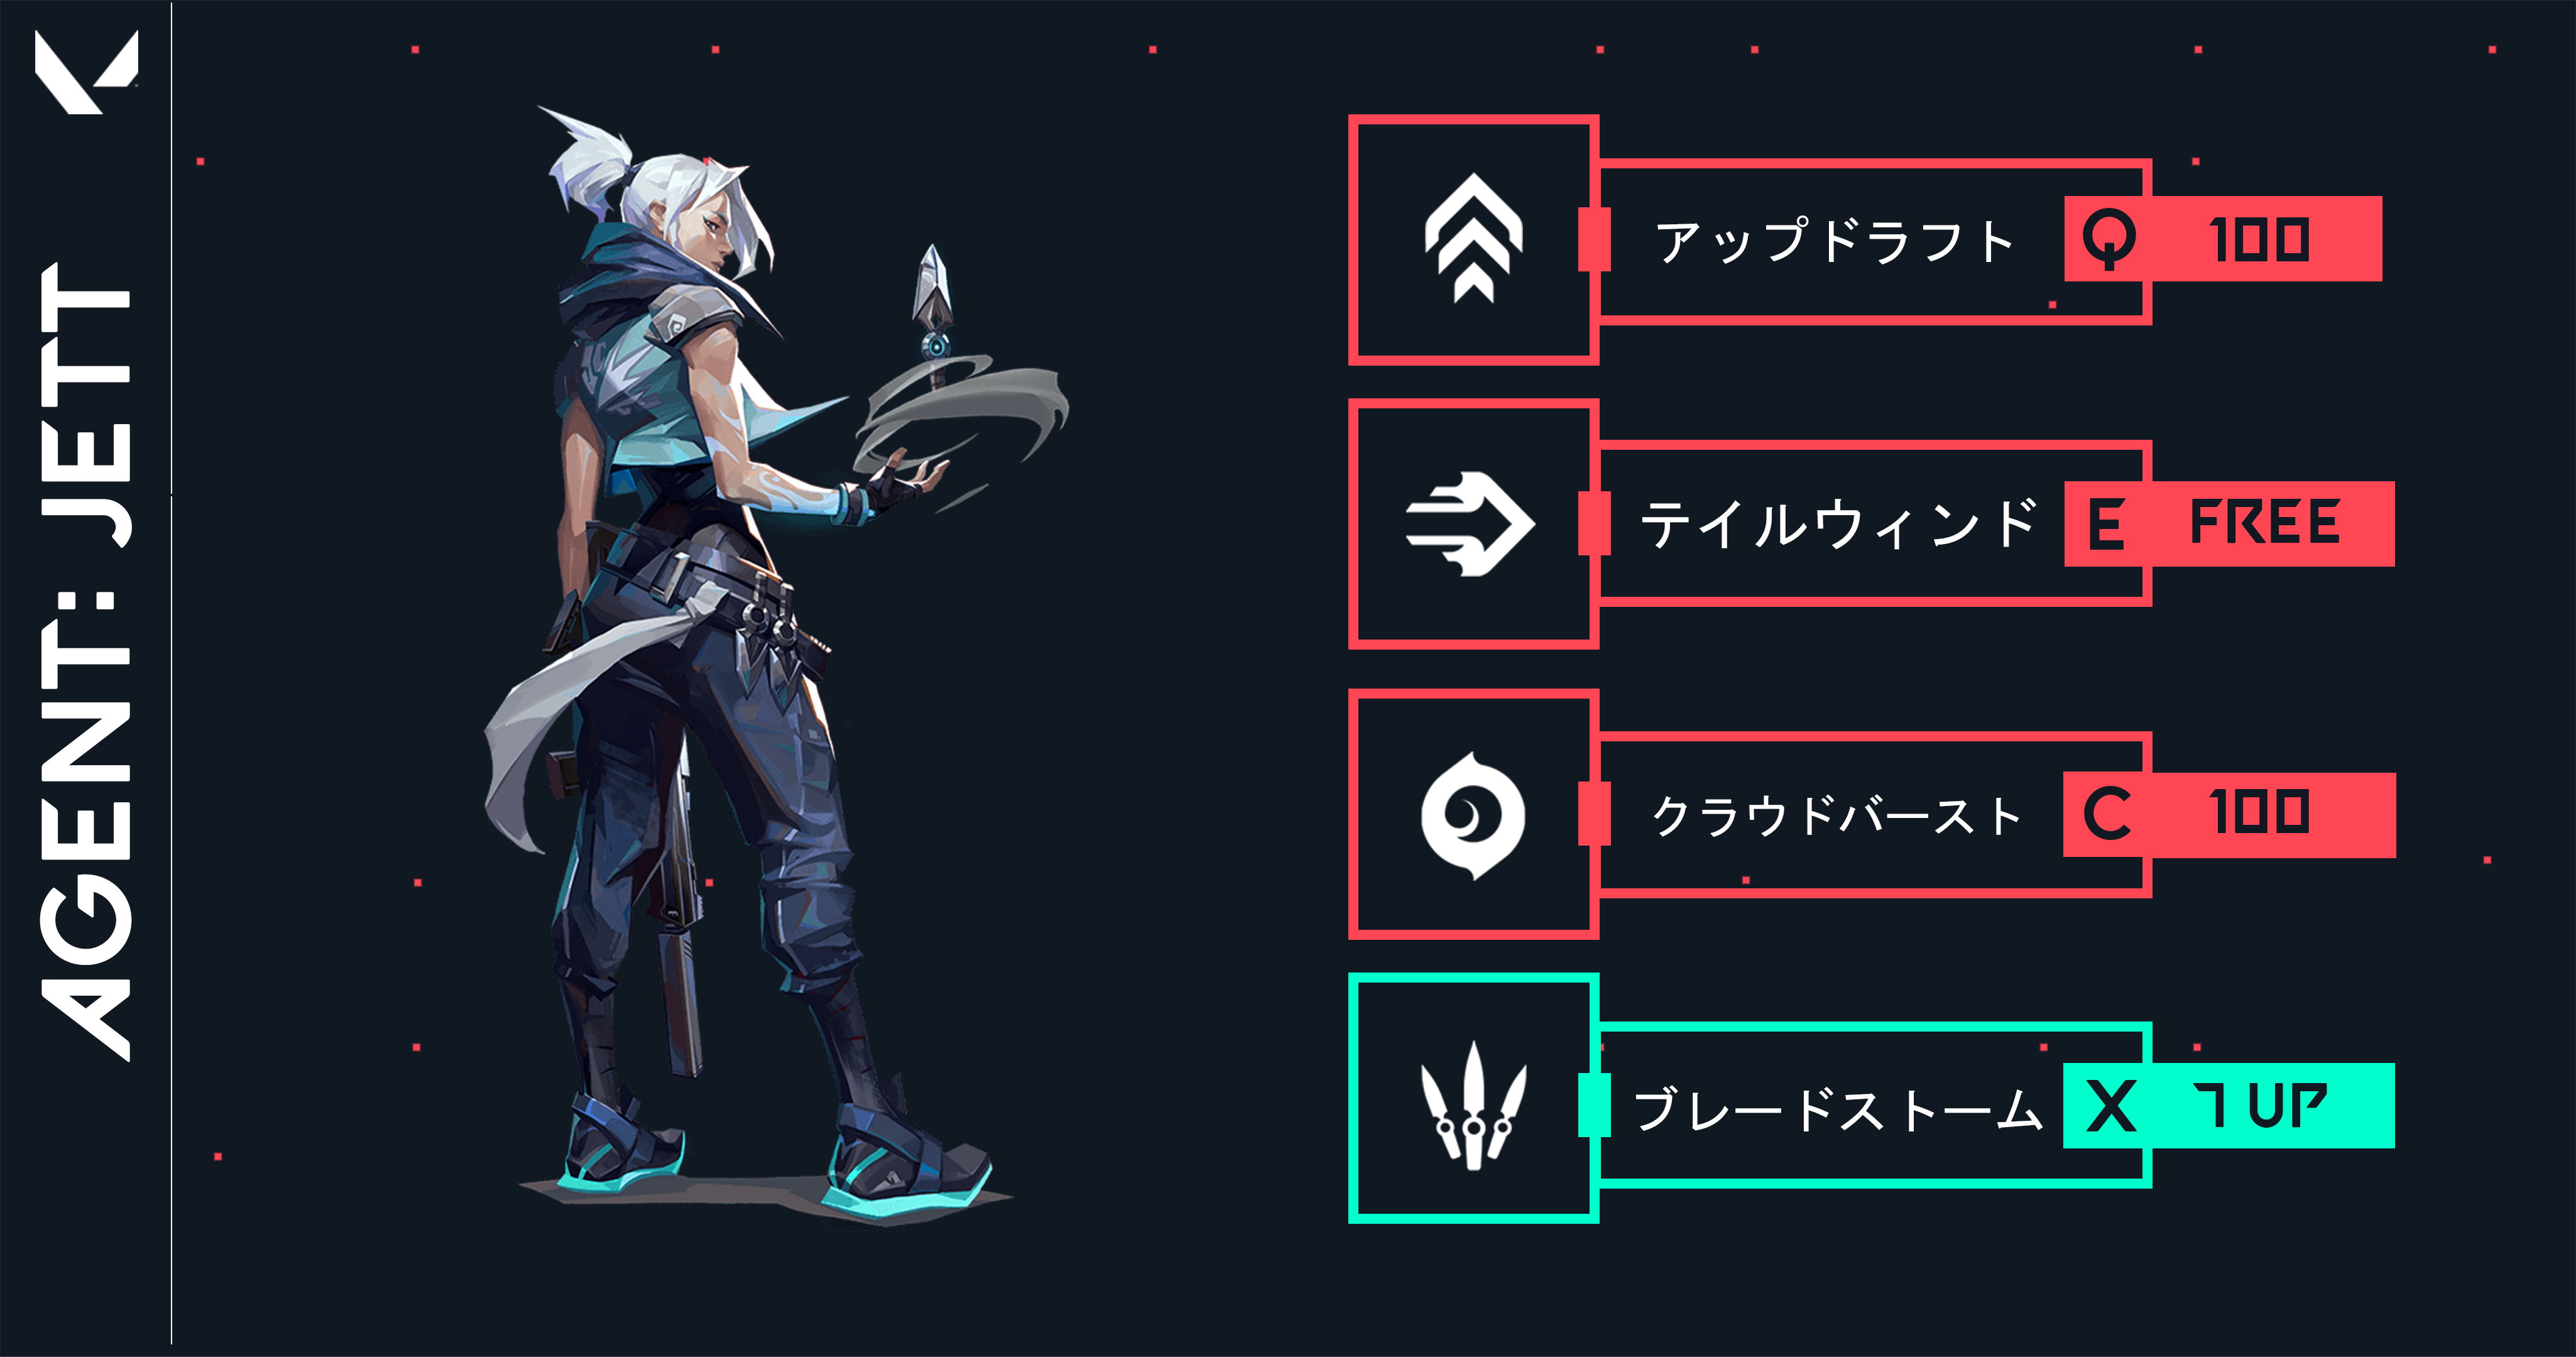 AGENT: JETT
アップドラフト Q 100
テイルウィンド E FREE
クラウドバースト C 100
ブレードストーム X 7 UP